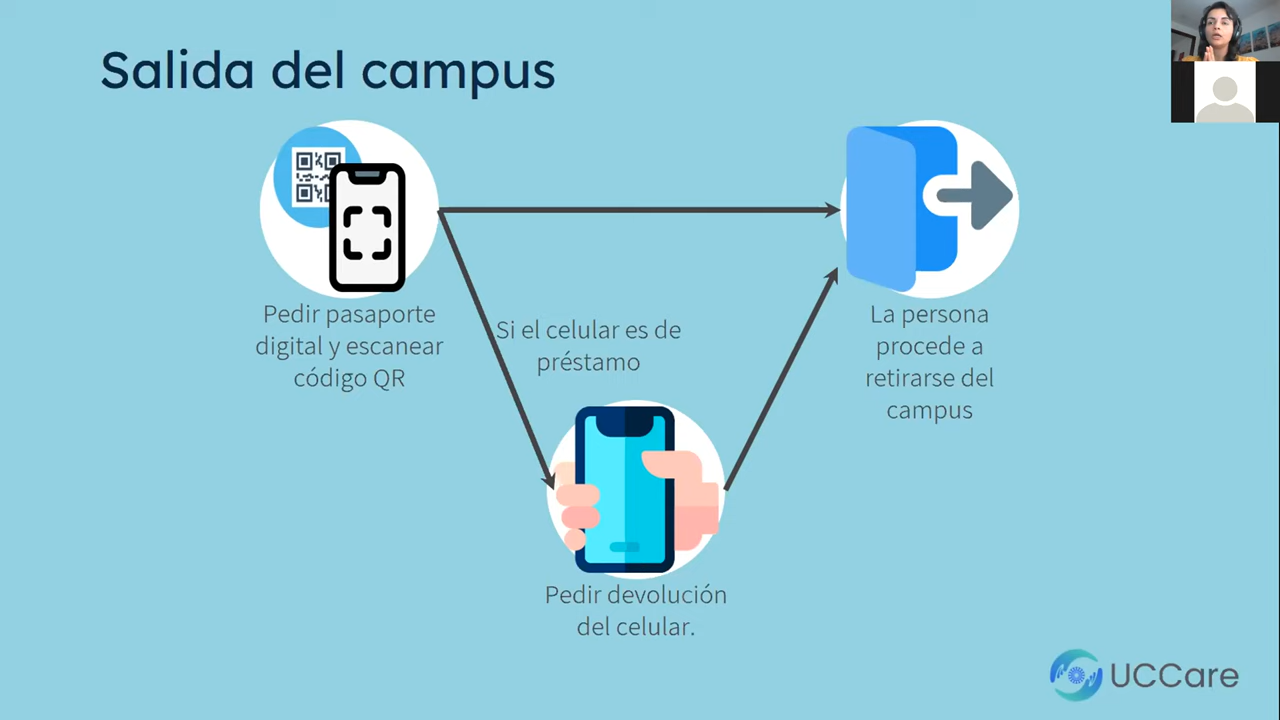 Salida del campus
Pedir pasaporte
digital y escanear
código QR
Si el celular es de
préstamo
La persona
procede a
retirarse del
campus
Pedir devolución
del celular.
UCCare